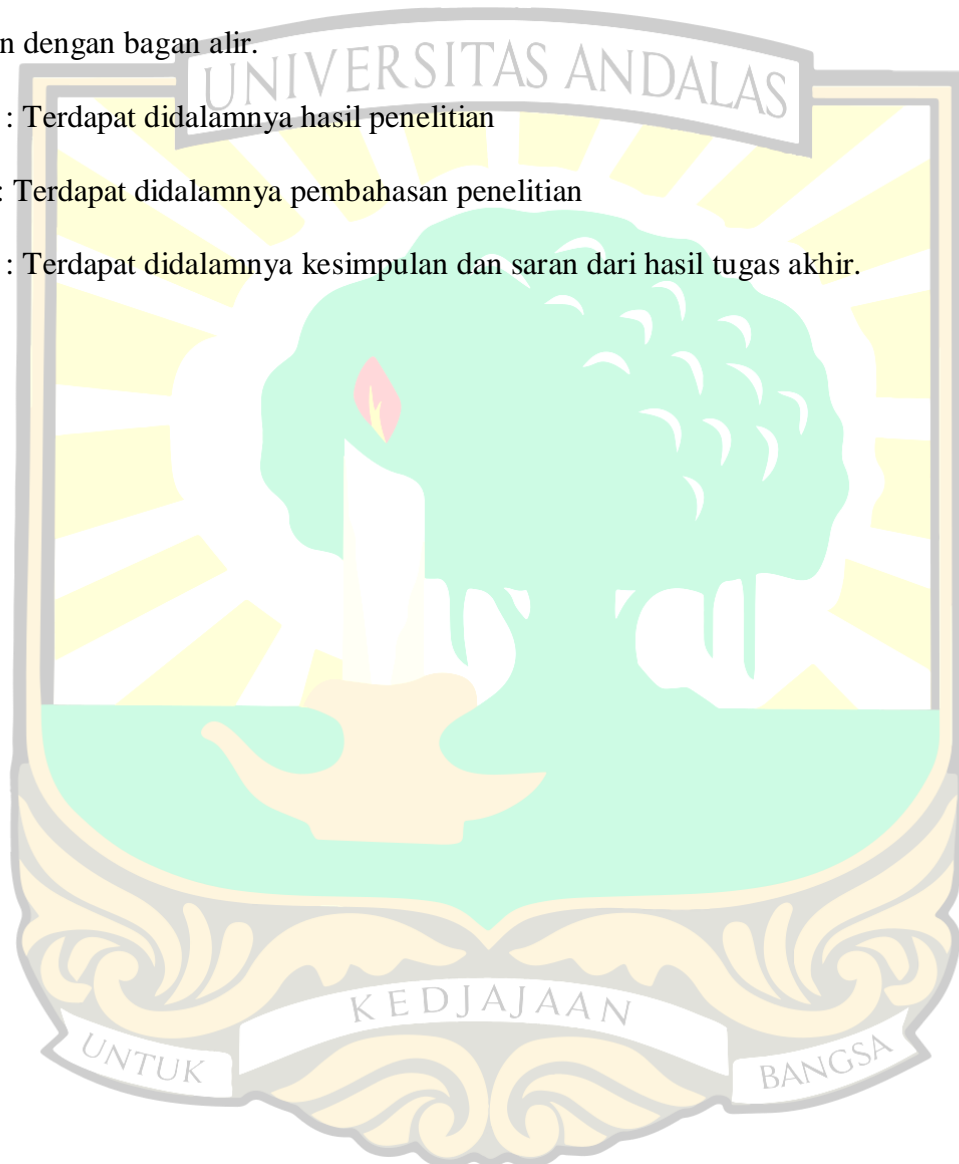 n dengan bagan alir.
UNIVERSITAS ANDALAS
: Terdapat didalamnya hasil penelitian
: Terdapat didalamnya pembahasan penelitian
: Terdapat didalamnya kesimpulan dan saran dari hasil tugas akhir.
KEDJAJAAN
UNTUK
BANGSA